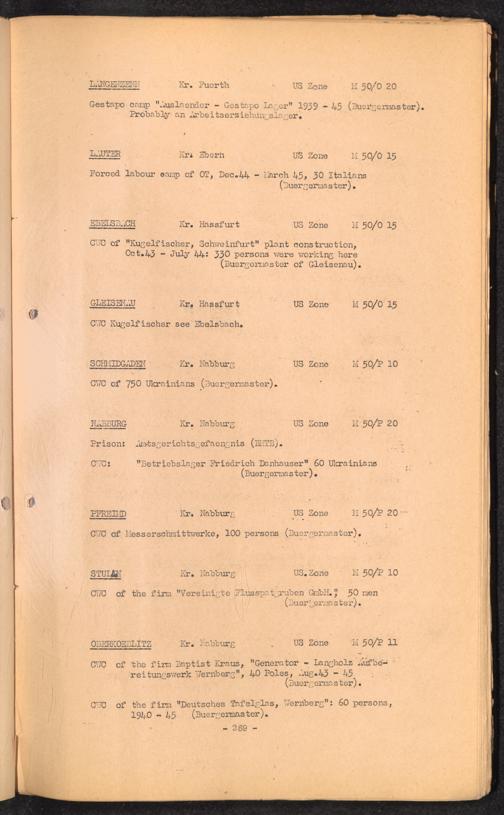 LANGENZENN Kr. Fuerth US Zone M 50/O 20
Gestapo camp "Auslaender - Gestapo Lager" 1939 - 45 (Buergermaster).
Probably an Arbeitserziehungslager.
LAUTER Kr. Ebern US Zone M 50/O 15
Forced labour camp of OT, Dec.44 - March 45, 30 Italians
(Buergermaster).
EBELSBACH Kr. Hassfurt US Zone M 50/O 15
CWC of "Kugelfischer, Schweinfurt" plant construction,
Oct.43 - July 44: 330 persons were working here
(Buergermaster of Gleisenau).
GLEISENAU Kr. Hassfurt US Zone M 50/O 15
CWC Kugelfischer see Ebelsbach.
SCHMIDGADEN Kr. Nabburg US Zone M 50/P 10
CWC of 750 Ukrainians (Buergermaster).
NABBURG Kr. Nabburg US Zone M 50/P 20
Prison: Amtsgerichtsgefaengnis
CWC: "Betriebslager Friedrich Danhauser" 60 Ukrainians
(Buergermaster).
PFREIMD Kr. Nabburg US Zone M 50/P 20
CWC of Messerschmittwerke, 100 persons (Buergermaster).
STULLN Kr. Nabburg US.Zone M 50/P 10
CWC of the firm "Vereinigte Flusspatgruben GmbH." 50 men
(Buergermaster).
OBERKOEBLITZ Kr. Nabburg US Zone M 50/P 11
CWC of the firm Baptist Kraus, "Generator - Langholz Aufbe-
reitungswerk Wernberg", 40 Poles, Aug.43 - 45
(Buergermaster).
CWC of the firm "Deutsches Tafelglas, Wernberg": 60 persons,
1940 - 45 (Buergermaster).
- 269 -